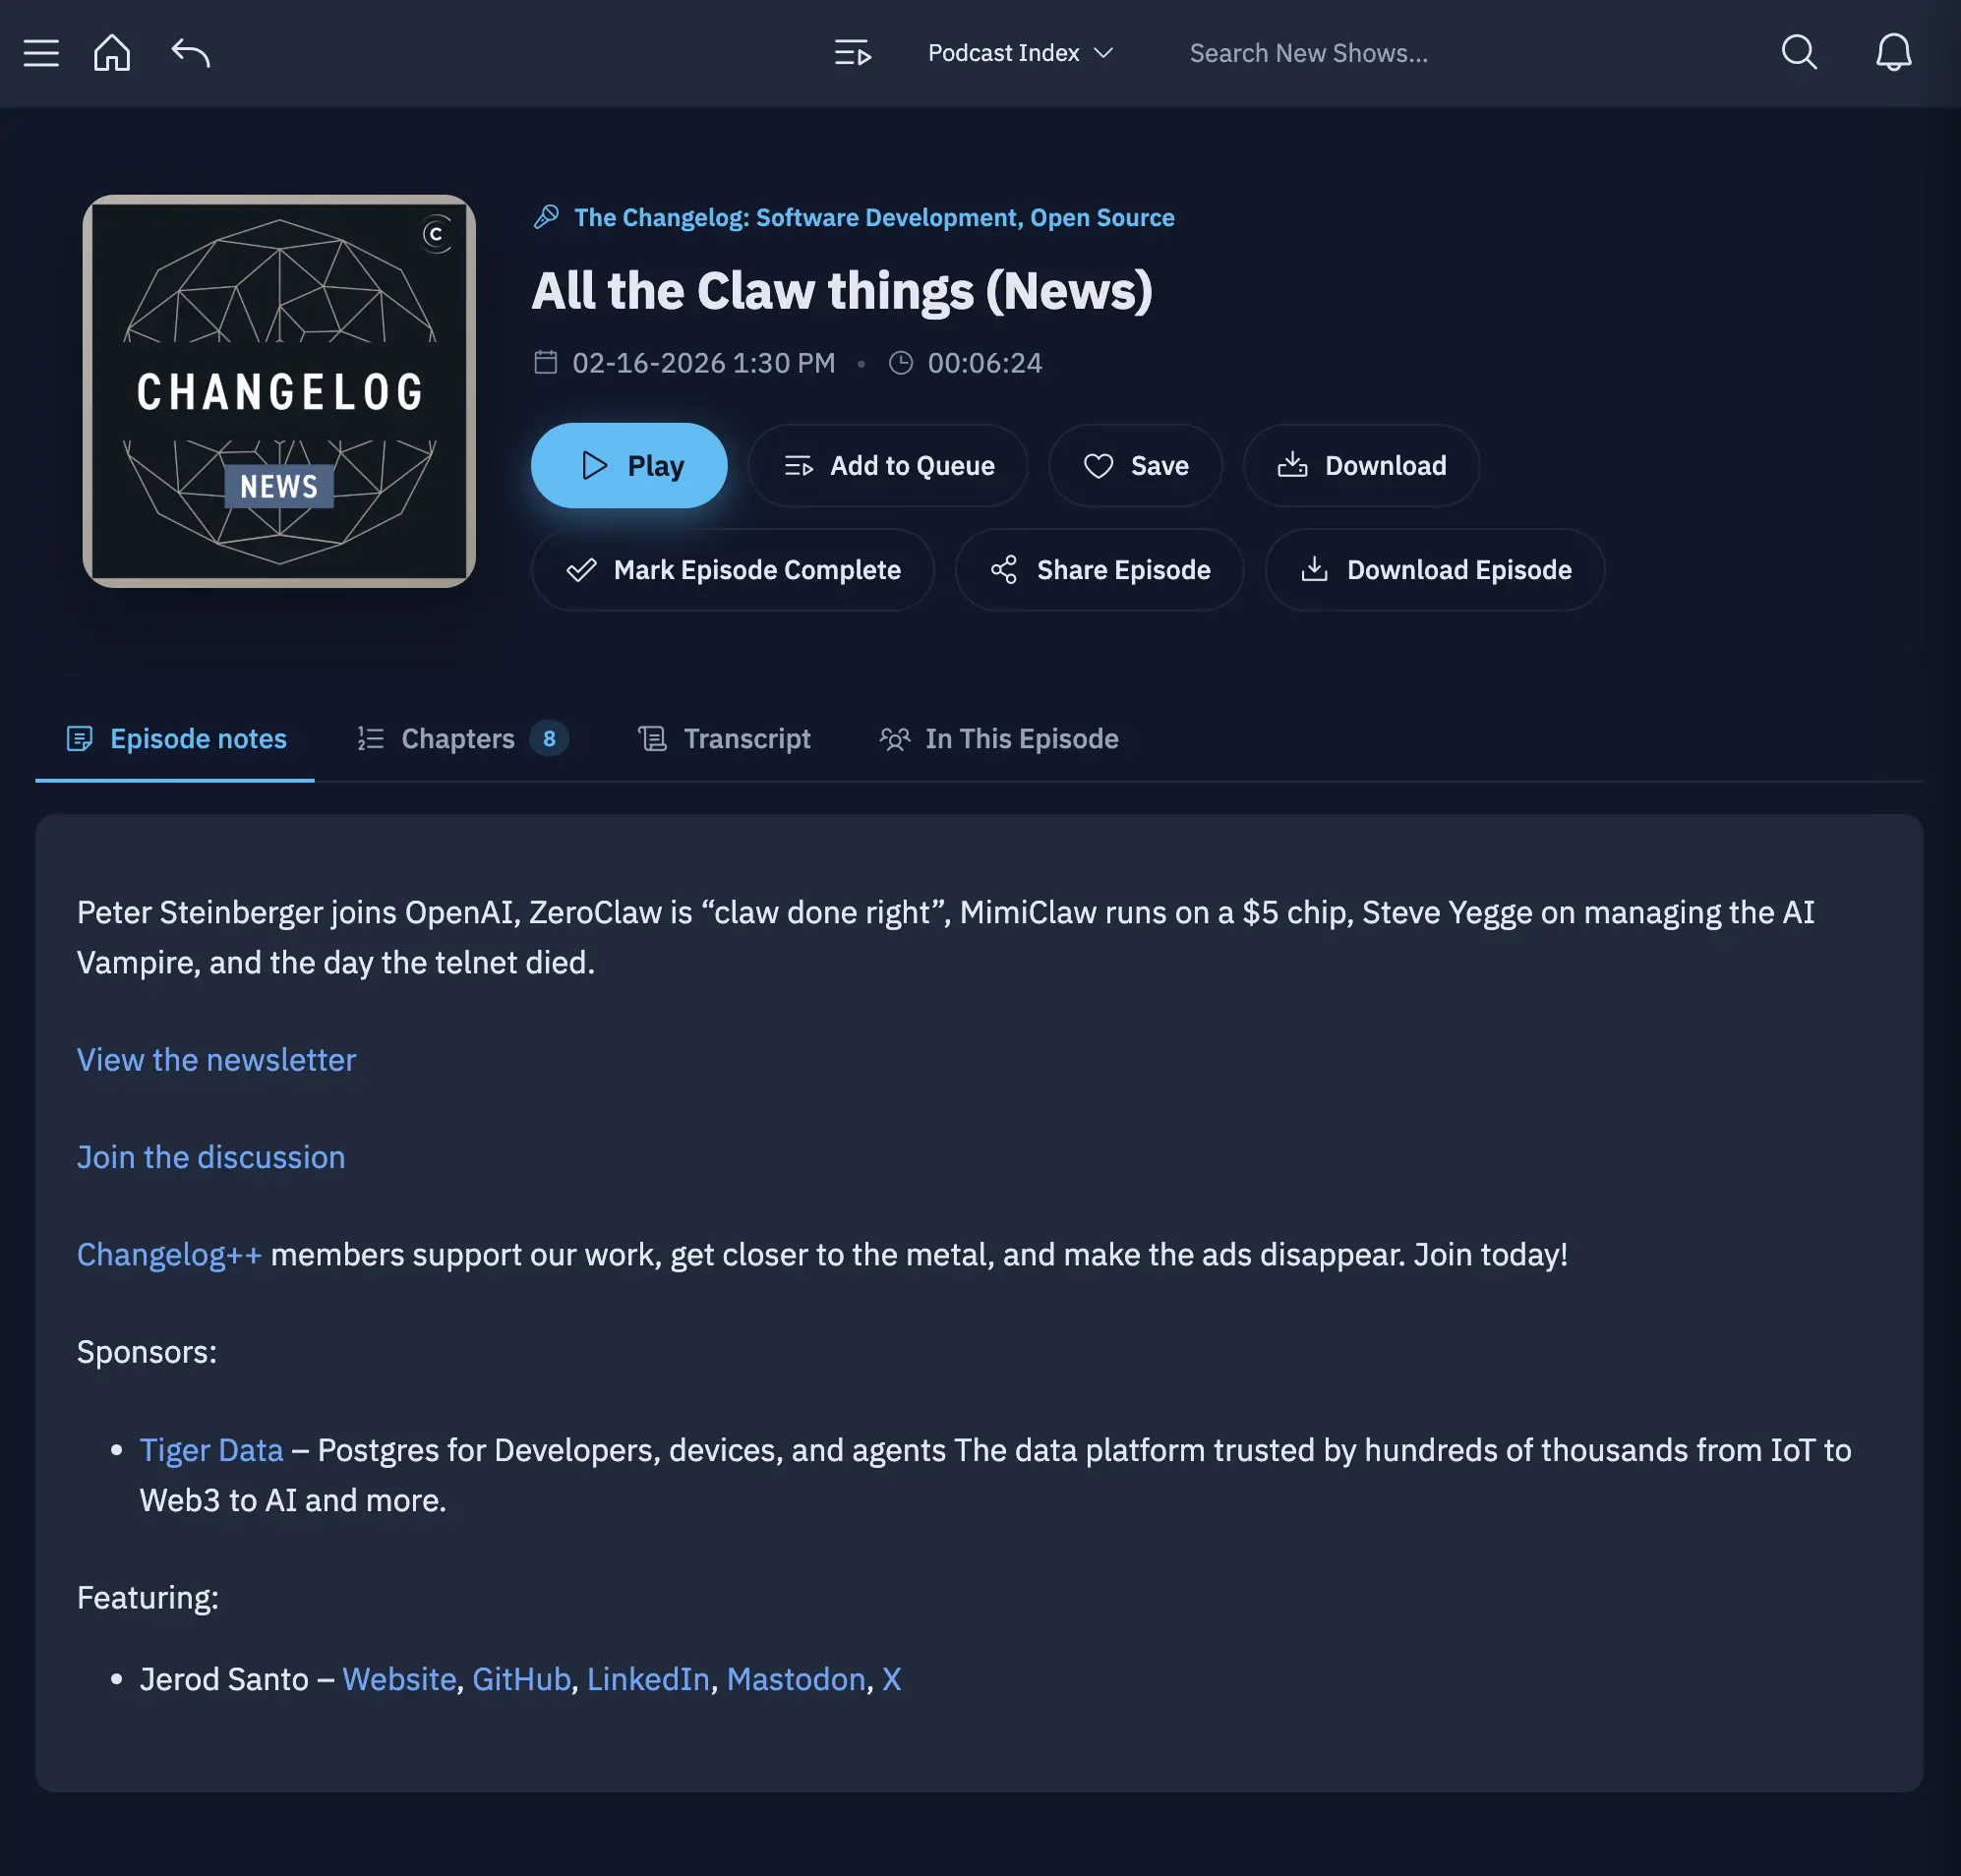 Podcast Index
Search New Shows...
C
CHANGELOG
NEWS
The Changelog: Software Development, Open Source
All the Claw things (News)
02-16-2026 1:30 PM • 00:06:24
Play
Add to Queue
Save
Download
Mark Episode Complete
Share Episode
Download Episode
Episode notes
Chapters 8
Transcript
In This Episode
Peter Steinberger joins OpenAI, ZeroClaw is “claw done right”, MimiClaw runs on a $5 chip, Steve Yegge on managing the AI
Vampire, and the day the telnet died.
View the newsletter
Join the discussion
Changelog++ members support our work, get closer to the metal, and make the ads disappear. Join today!
Sponsors:
• Tiger Data – Postgres for Developers, devices, and agents The data platform trusted by hundreds of thousands from IoT to
Web3 to AI and more.
Featuring:
• Jerod Santo – Website, GitHub, LinkedIn, Mastodon, X